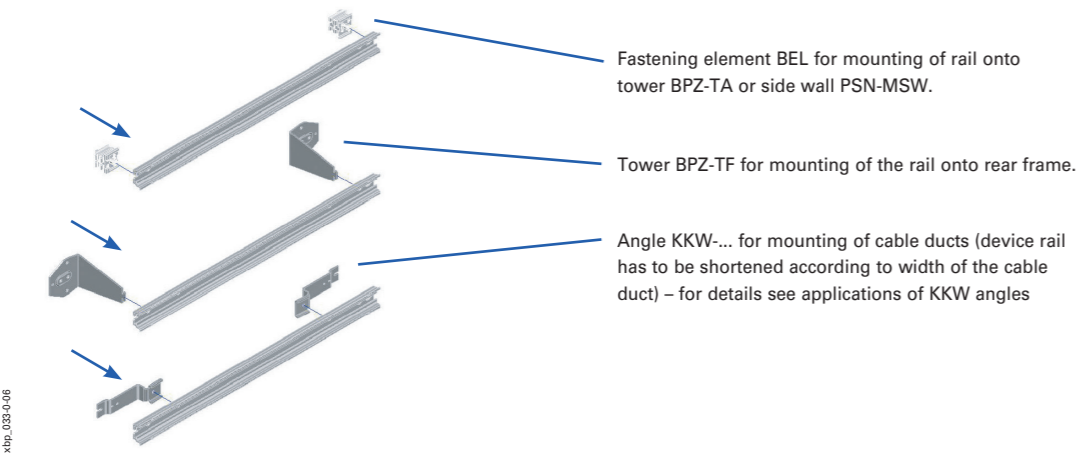 Fastening element BEL for mounting of rail onto
tower BPZ-TA or side wall PSN-MSW.
Tower BPZ-TF for mounting of the rail onto rear frame.
Angle KKW-... for mounting of cable ducts (device rail
has to be shortened according to width of the cable
duct) – for details see applications of KKW angles
xbp_033-0-06